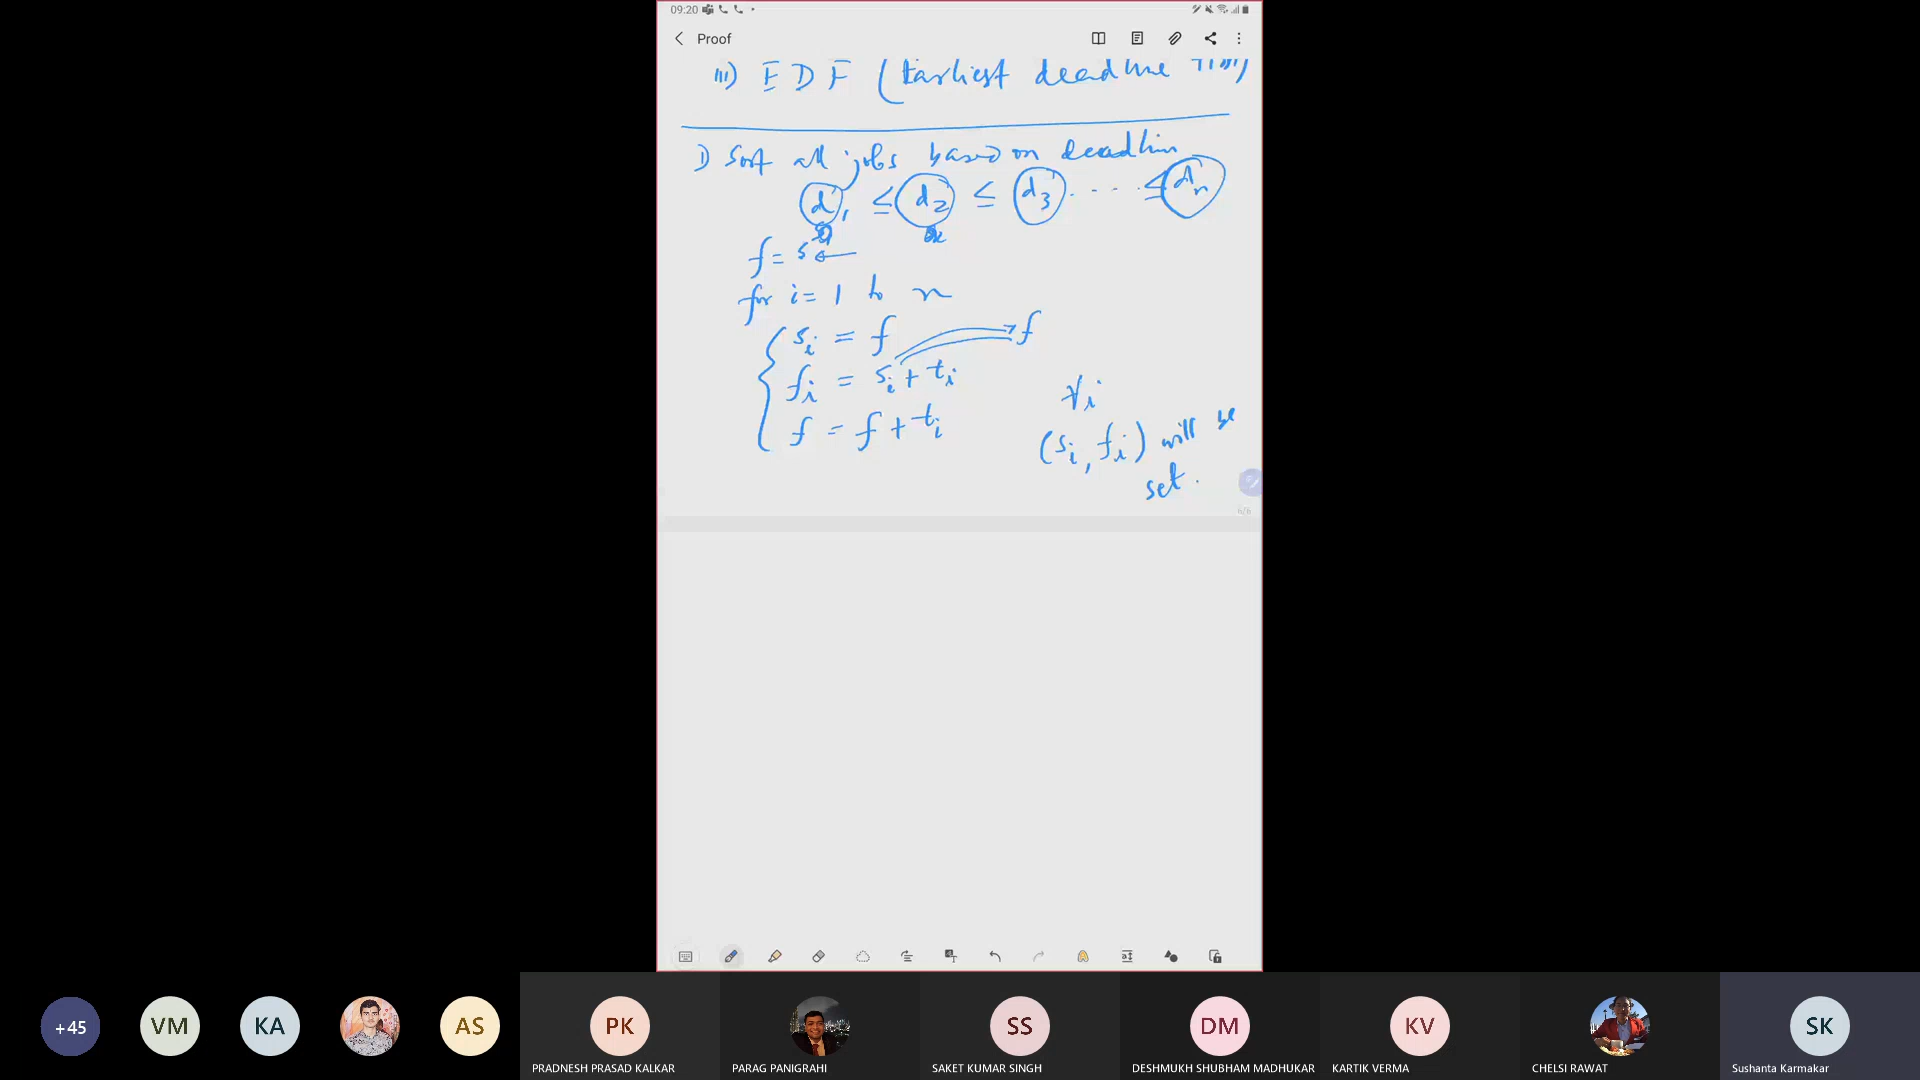 09:20
Proof
III) EDF (Earliest deadline first)
1) Sort all jobs based on deadlin
d1 ≤ d2 ≤ d3 . . . . ≤ dn
f = s
for i = 1 to n
si = f → f
fi = si + ti
f = f + ti
∀i
(si, fi) will be
set.
6/6
+45
VM
KA
AS
PK
SS
DM
KV
SK
PRADNESH PRASAD KALKAR
PARAG PANIGRAHI
SAKET KUMAR SINGH
DESHMUKH SHUBHAM MADHUKAR
KARTIK VERMA
CHELSI RAWAT
Sushanta Karmakar